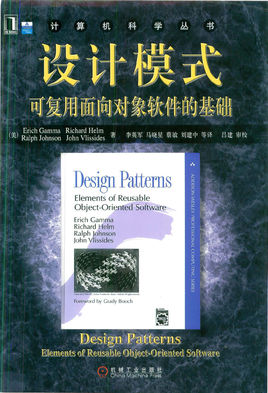 计算机科学丛书
设计模式
可复用面向对象软件的基础
(美) Erich Gamma Richard Helm
Ralph Johnson John Vlissides 著 李英军 马晓星 蔡敏 刘建中 等译 吕建 审校
Design Patterns
Elements of Reusable
Object-Oriented Software
Erich Gamma
Richard Helm
Ralph Johnson
John Vlissides
Foreword by Grady Booch
ADDISON-WESLEY PROFESSIONAL COMPUTING SERIES
Design Patterns
Elements of Reusable Object-Oriented Software
机械工业出版社
China Machine Press